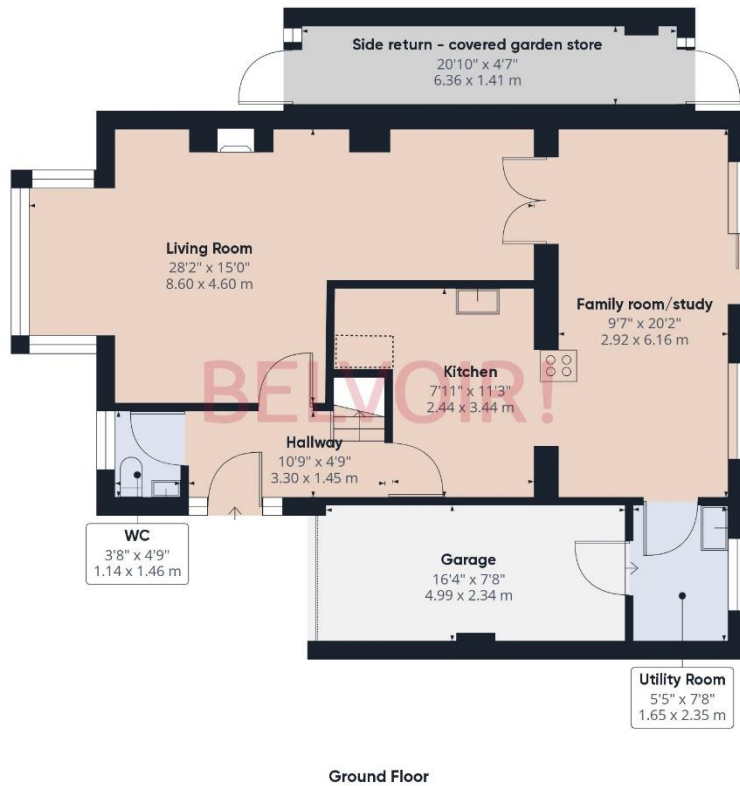 Side return - covered garden store
20'10" x 4'7"
6.36 x 1.41 m
Living Room
28'2" x 15'0"
8.60 x 4.60 m
Family room/study
9'7" x 20'2"
2.92 x 6.16 m
Kitchen
7'11" x 11'3"
2.44 x 3.44 m
BELVOIR!
Hallway
10'9" x 4'9"
3.30 x 1.45 m
WC
3'8" x 4'9"
1.14 x 1.46 m
Garage
16'4" x 7'8"
4.99 x 2.34 m
Utility Room
5'5" x 7'8"
1.65 x 2.35 m
Ground Floor